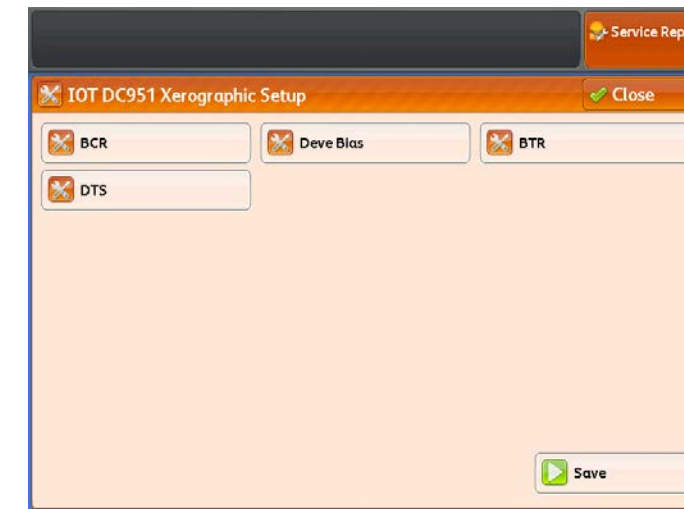 Service Rep
IOT DC951 Xerographic Setup
Close
BCR
Deve Bias
BTR
DTS
Save